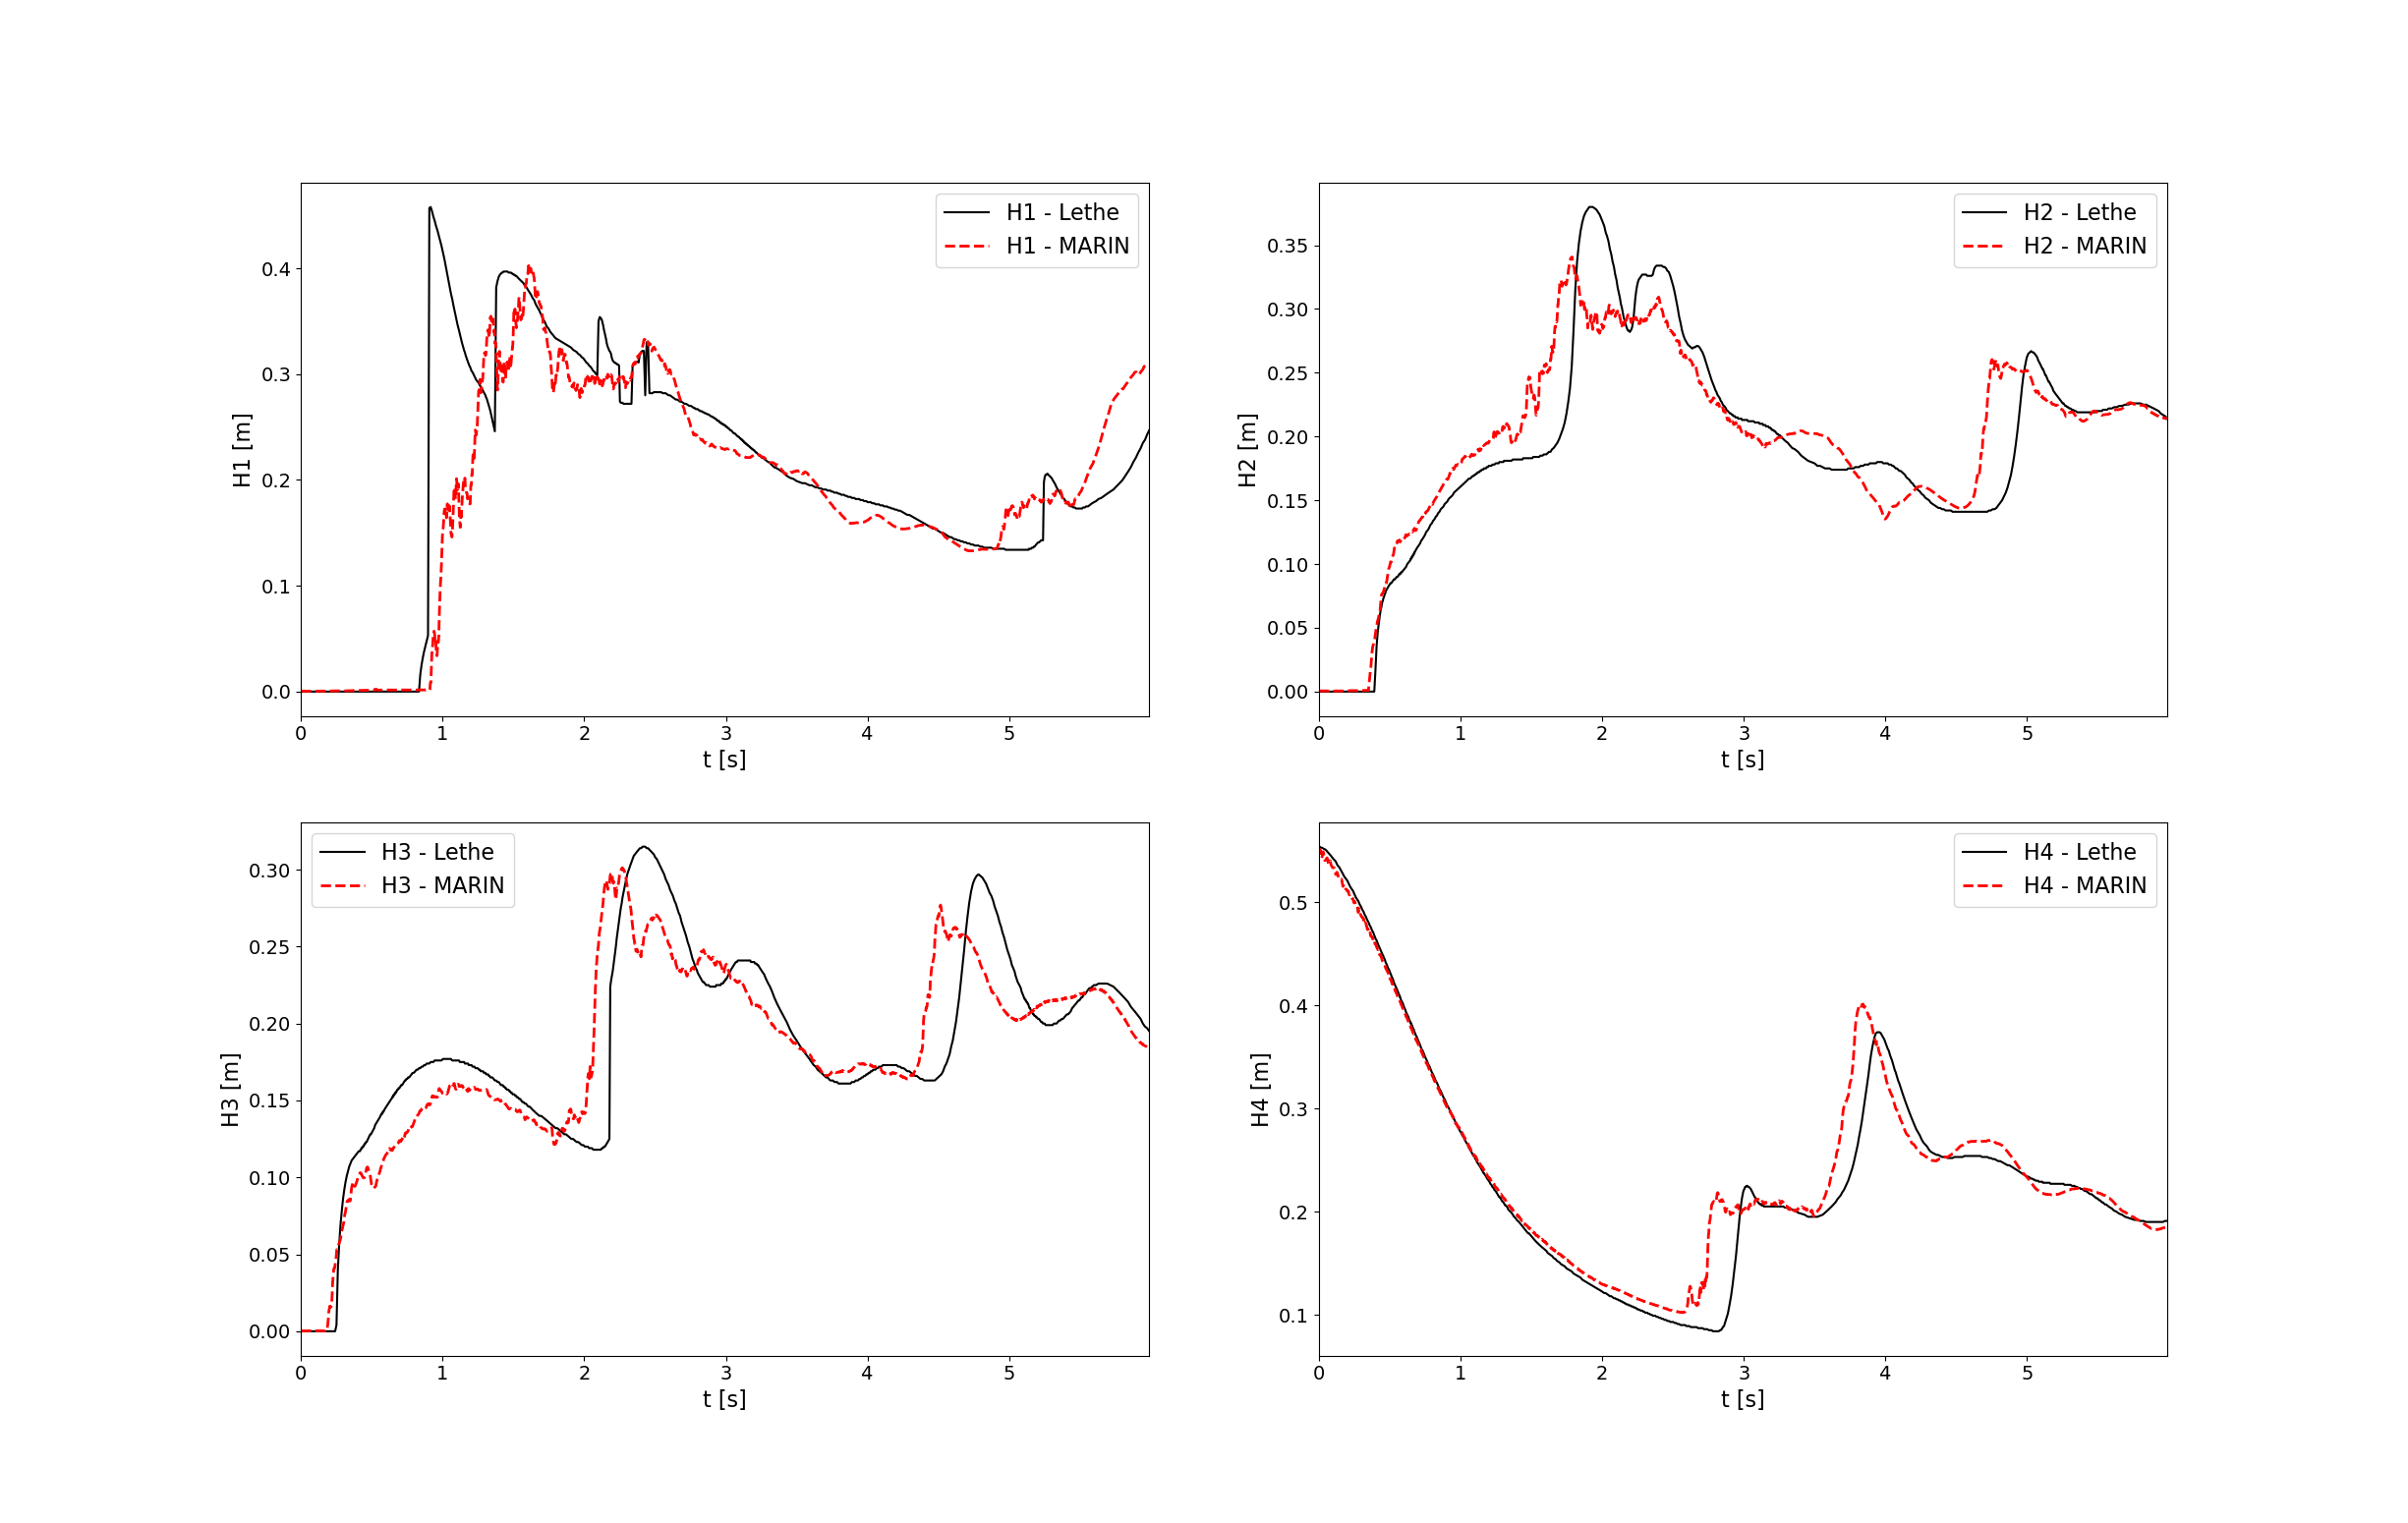 H1 - Lethe
H1 - MARIN
0.4
0.3
0.2
0.1
0.0
H1 [m]
0 1 2 3 4 5
t [s]
H2 - Lethe
H2 - MARIN
0.35
0.30
0.25
0.20
0.15
0.10
0.05
0.00
H2 [m]
0 1 2 3 4 5
t [s]
H3 - Lethe
H3 - MARIN
0.30
0.25
0.20
0.15
0.10
0.05
0.00
H3 [m]
0 1 2 3 4 5
t [s]
H4 - Lethe
H4 - MARIN
0.5
0.4
0.3
0.2
0.1
H4 [m]
0 1 2 3 4 5
t [s]